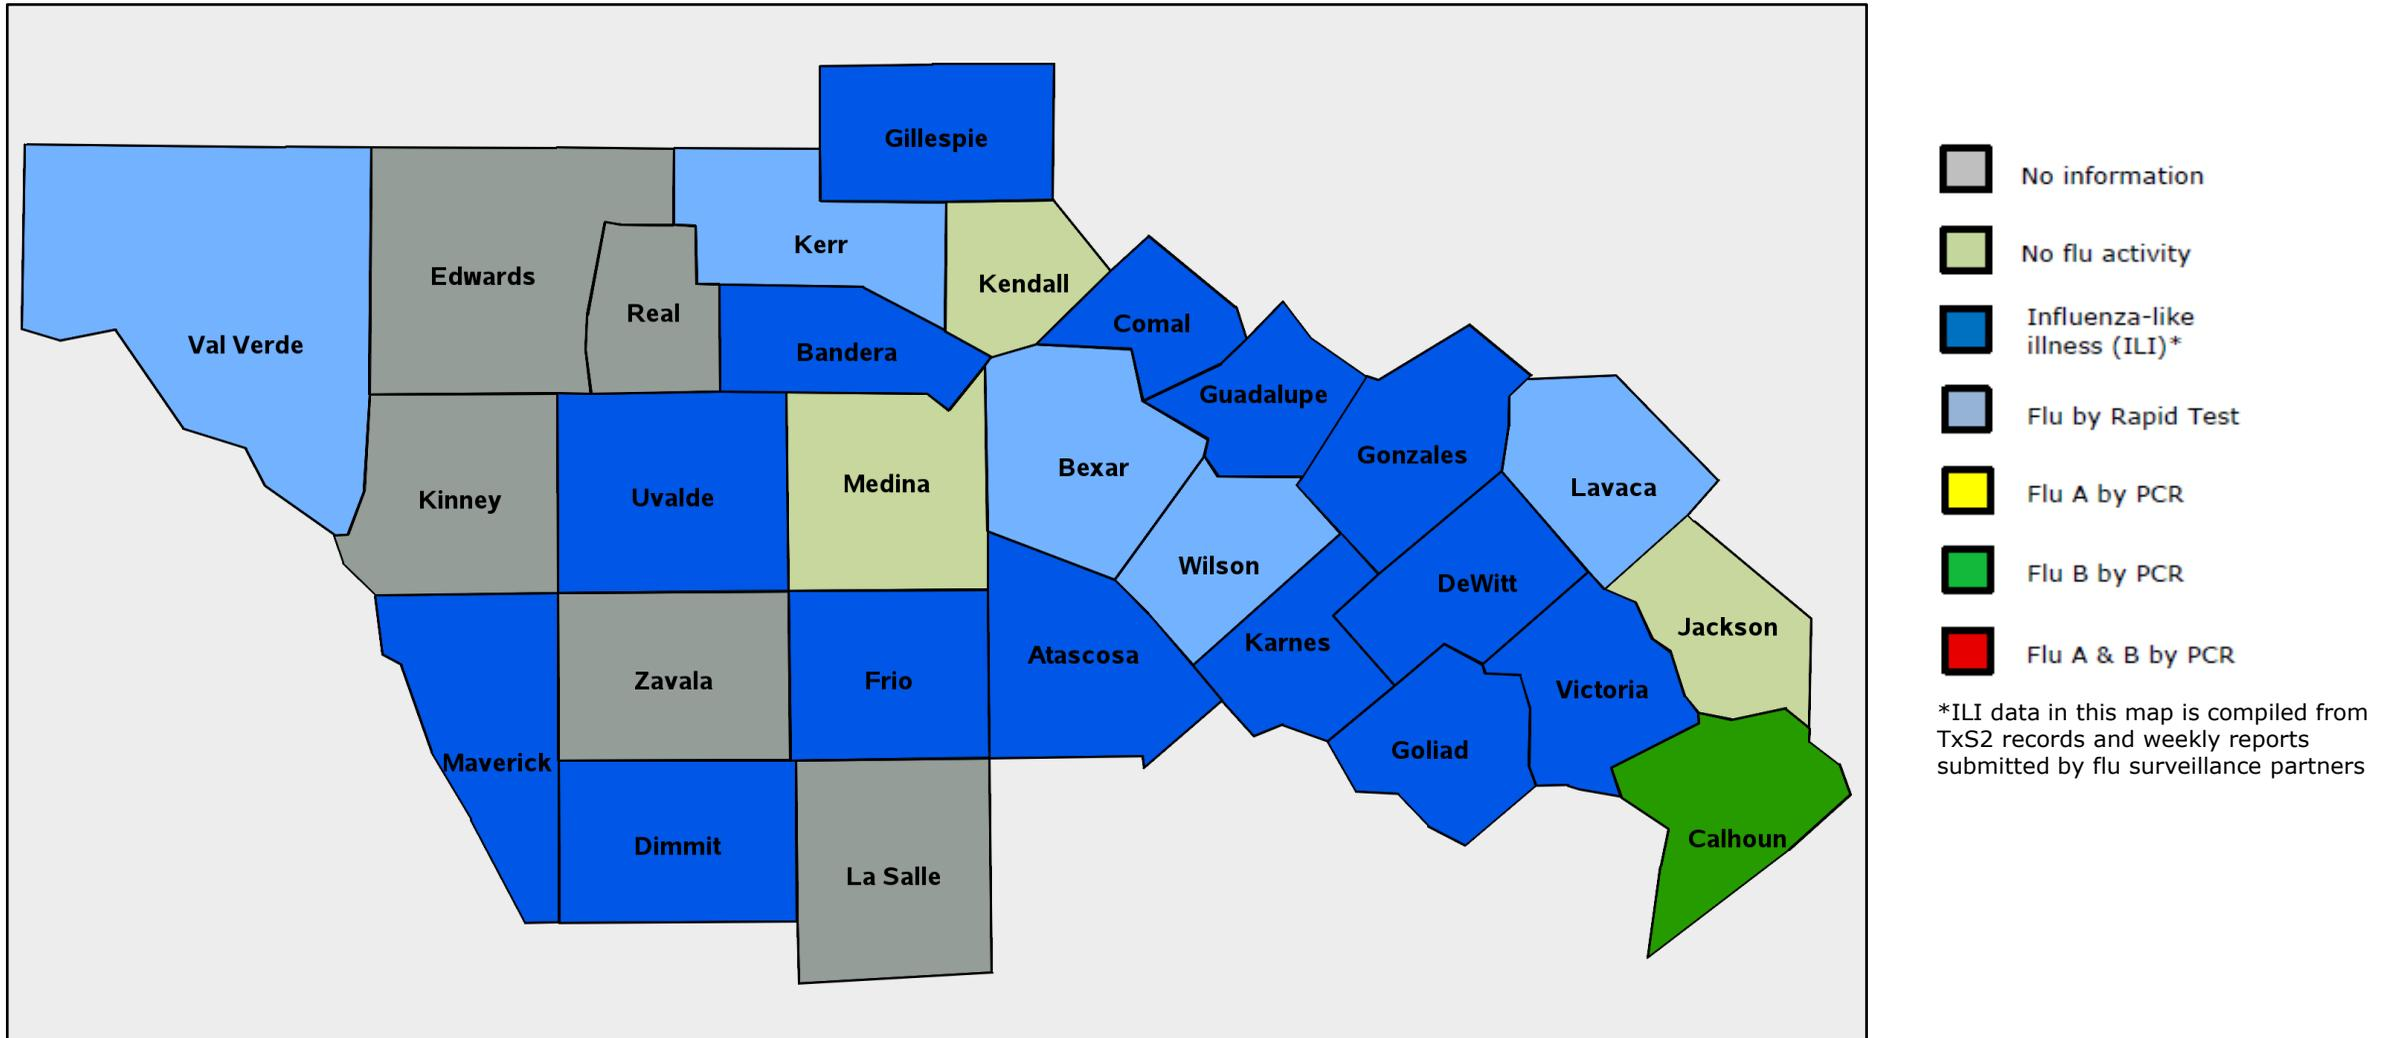 Gillespie
Kerr
Edwards
Kendall
Real
Comal
Val Verde
Bandera
Guadalupe
Gonzales
Bexar
Medina
Lavaca
Uvalde
Kinney
Wilson
DeWitt
Jackson
Karnes
Atascosa
Zavala
Frio
Victoria
Goliad
Maverick
Calhoun
Dimmit
La Salle
No information
No flu activity
Influenza-like
illness (ILI)*
Flu by Rapid Test
Flu A by PCR
Flu B by PCR
Flu A & B by PCR
*ILI data in this map is compiled from
TxS2 records and weekly reports
submitted by flu surveillance partners